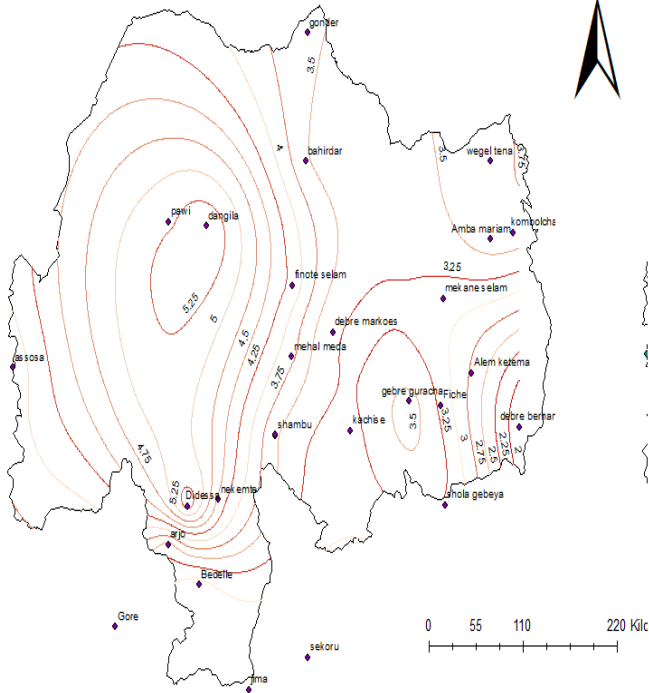 gonder
3.5
4
bahirdar
3.5
wegel tena
3.75
pawi
dangila
Amba mariam
kombolcha
5.25
5
3.25
finote selam
mekane selam
4.5
4.25
debre markoes
assosa
mehal meda
3.75
Alem ketema
gebre guracha
Fiche
3.25
3.5
kachise
shambu
3
debre bernar
2.75
2.5
2.25
2
4.75
5.25
Didessa
nekemte
shola gebeya
arjo
Bedelle
Gore
0 55 110 220 Kilo
sekoru
jima